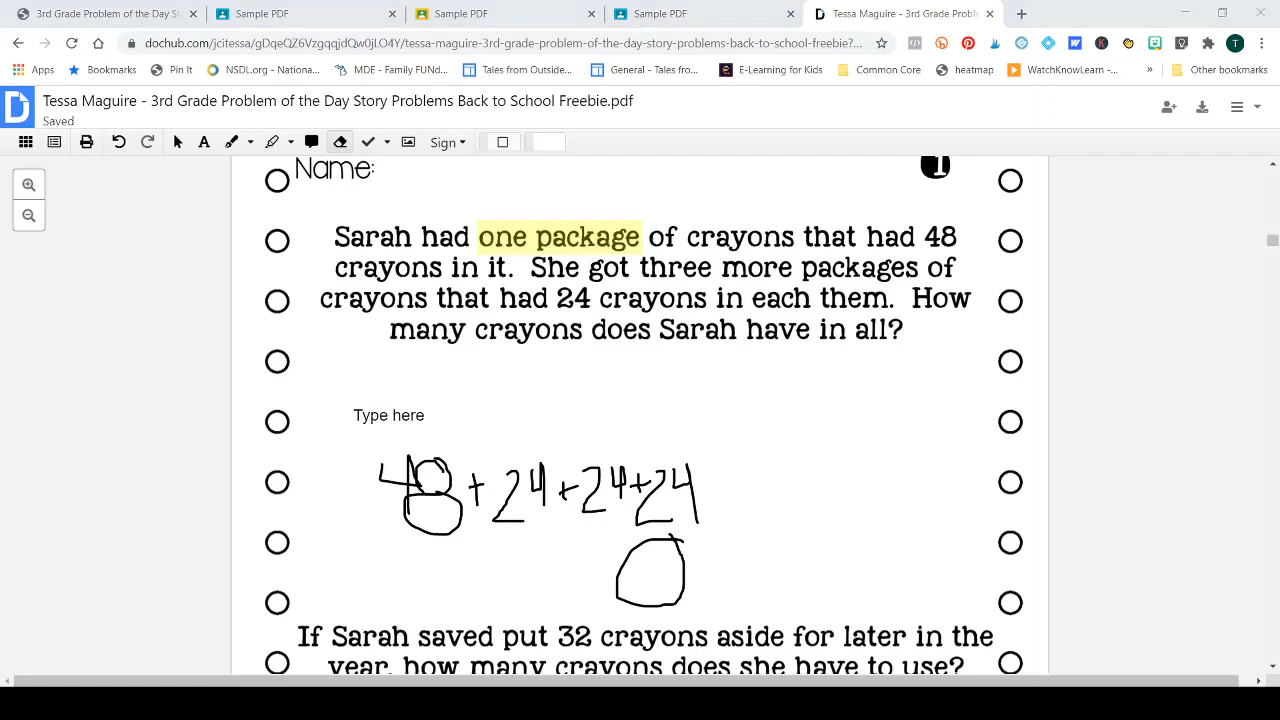 3rd Grade Problem of the Day St
Sample PDF
Sample PDF
Sample PDF
Tessa Maguire - 3rd Grade Proble
dochub.com/jcitessa/gDxjeQZ6VzgqqjJQw0lLO4Y/tessa-maguire-3rd-grade-problem-of-the-day-story-problems-back-to-school-freebie?...
T
Apps Bookmarks Pin It NSDL.org - Nationa... MDE - Family FUNd... Tales from Outside... General - Tales fro... E-Learning for Kids Common Core heatmap WatchKnowLearn -... » Other bookmarks
Tessa Maguire - 3rd Grade Problem of the Day Story Problems Back to School Freebie.pdf
Saved
A Sign
Name: 1
Sarah had one package of crayons that had 48
crayons in it. She got three more packages of
crayons that had 24 crayons in each them. How
many crayons does Sarah have in all?
Type here
48+24+24+24
If Sarah saved put 32 crayons aside for later in the
year, how many crayons does she have to use?